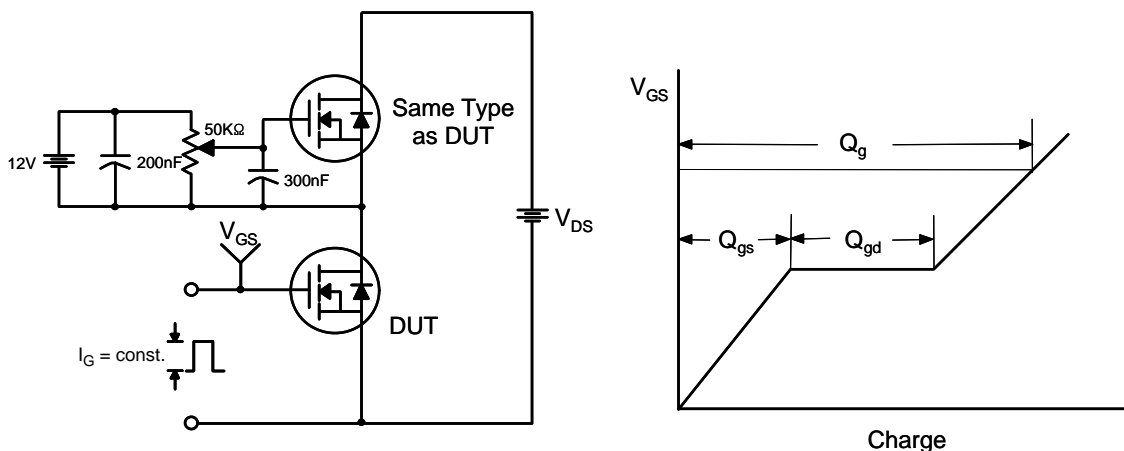 12V
200nF
50KΩ
300nF
Same Type
as DUT
V_GS
DUT
I_G = const.
V_DS
V_GS
Q_g
Q_gs
Q_gd
Charge